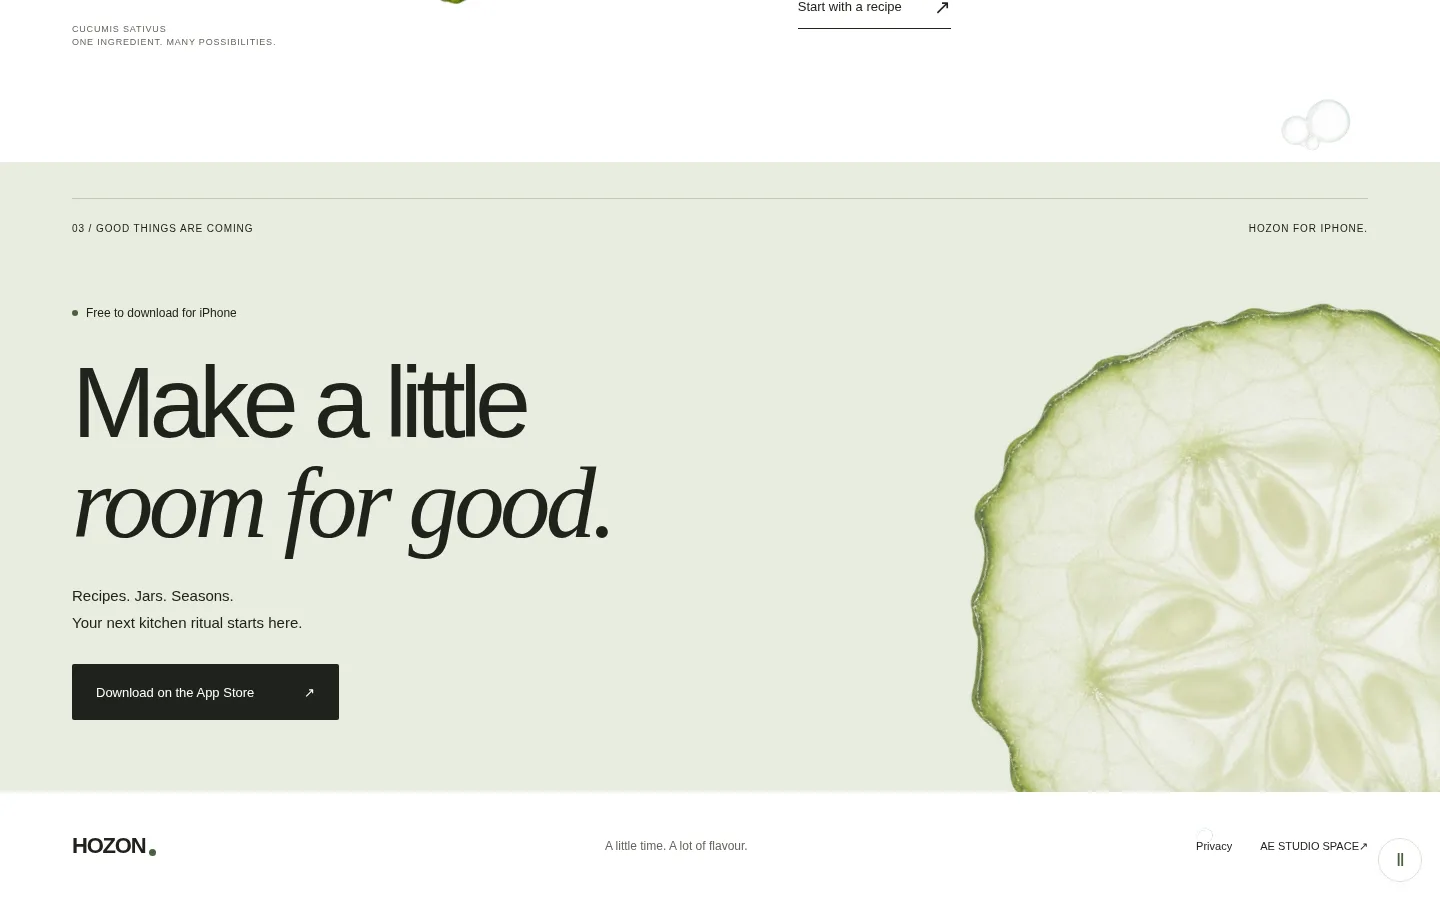 Start with a recipe ↗
CUCUMIS SATIVUS
ONE INGREDIENT. MANY POSSIBILITIES.
03 / GOOD THINGS ARE COMING
HOZON FOR IPHONE.
Free to download for iPhone
Make a little
room for good.
Recipes. Jars. Seasons.
Your next kitchen ritual starts here.
Download on the App Store ↗
HOZON
A little time. A lot of flavour.
Privacy
AE STUDIO SPACE↗